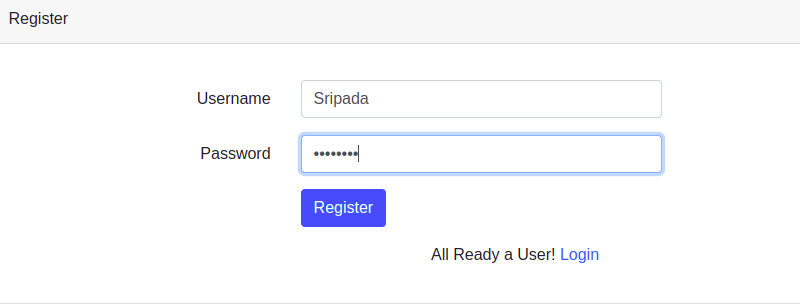 Register
Username Sripada
Password ••••••••
Register
All Ready a User! Login